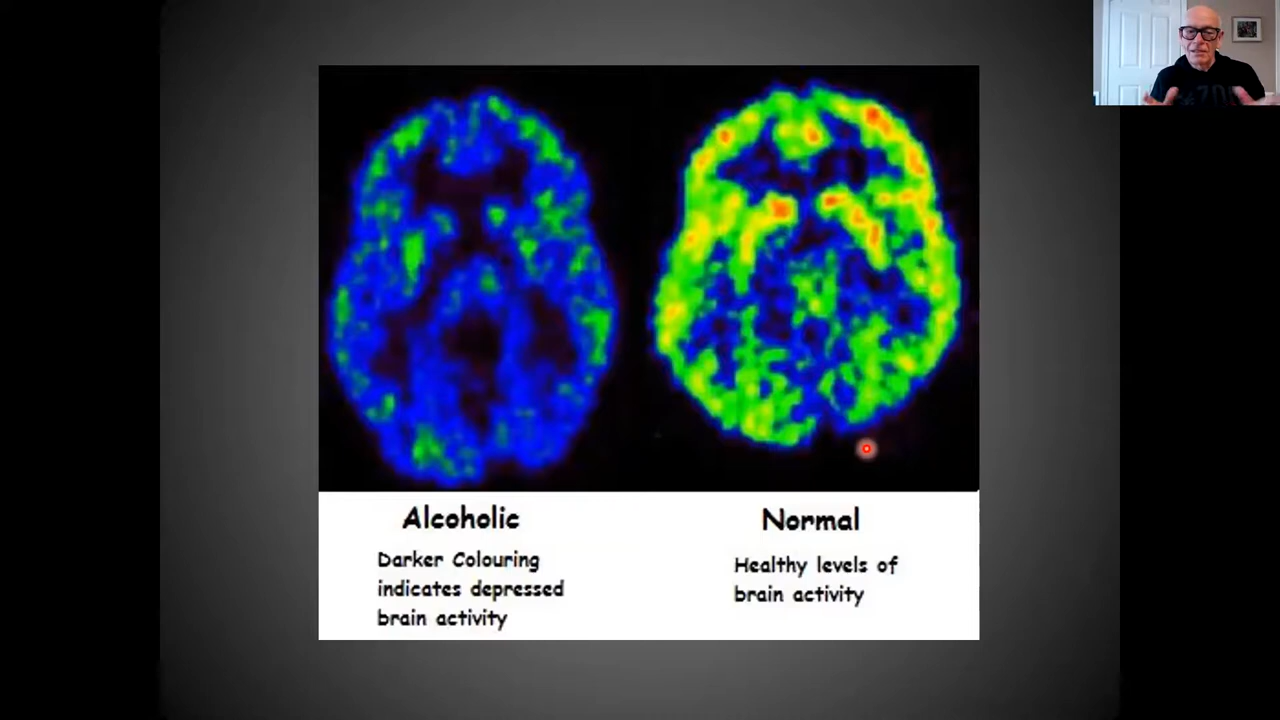 Alcoholic
Darker Colouring
indicates depressed
brain activity
Normal
Healthy levels of
brain activity